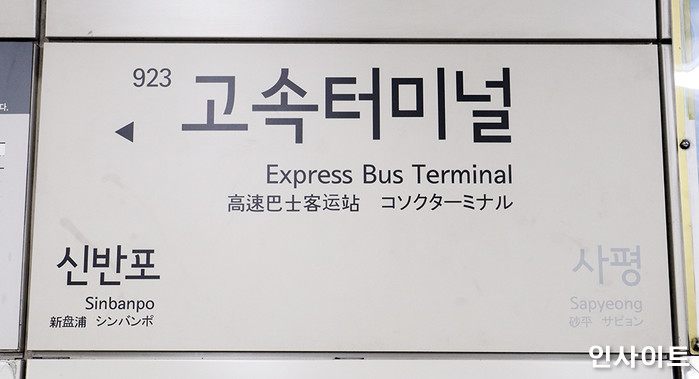 923 고속터미널
◀
Express Bus Terminal
高速巴士客运站 コソクターミナル
신반포
Sinbanpo
新盘浦 シンバンポ
사평
Sapyeong
砂平 サピョン
다.
인사이트